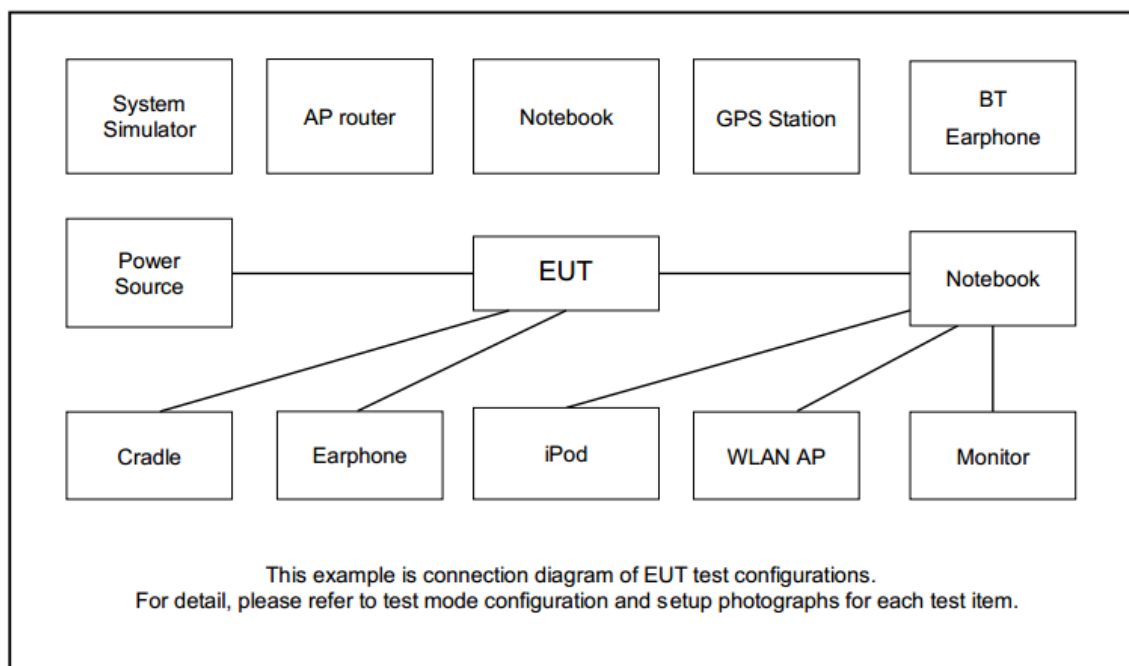 System
Simulator
AP router
Notebook
GPS Station
BT
Earphone
Power
Source
EUT
Notebook
Cradle
Earphone
iPod
WLAN AP
Monitor
This example is connection diagram of EUT test configurations.
For detail, please refer to test mode configuration and setup photographs for each test item.